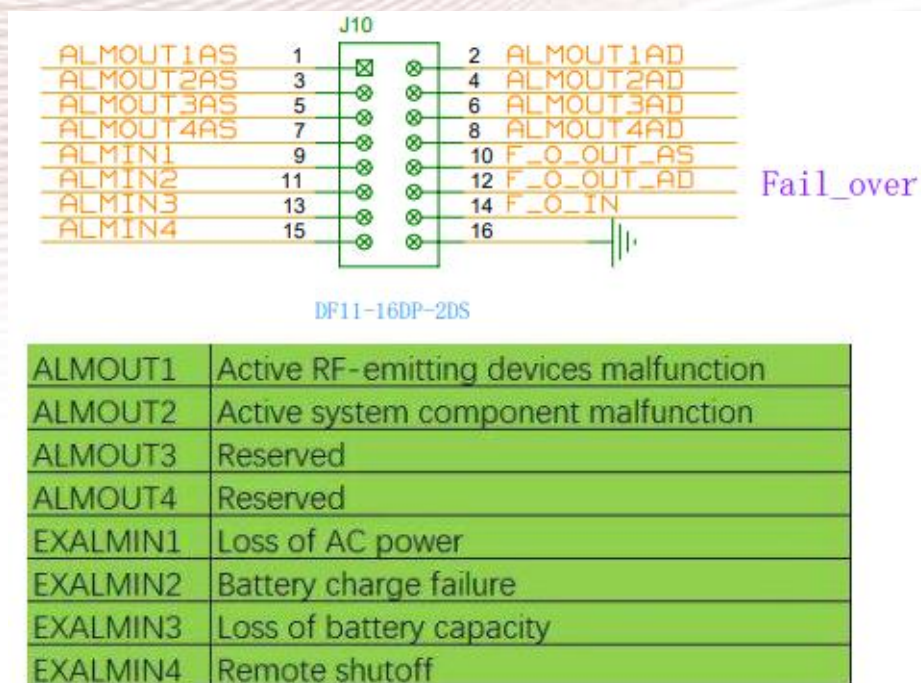 J10
ALMOUT1AS 1 2 ALMOUT1AD
ALMOUT2AS 3 4 ALMOUT2AD
ALMOUT3AS 5 6 ALMOUT3AD
ALMOUT4AS 7 8 ALMOUT4AD
ALMIN1 9 10 F_O_OUT_AS
ALMIN2 11 12 F_O_OUT_AD Fail_over
ALMIN3 13 14 F_O_IN
ALMIN4 15 16
DF11-16DP-2DS
ALMOUT1 Active RF-emitting devices malfunction
ALMOUT2 Active system component malfunction
ALMOUT3 Reserved
ALMOUT4 Reserved
EXALMIN1 Loss of AC power
EXALMIN2 Battery charge failure
EXALMIN3 Loss of battery capacity
EXALMIN4 Remote shutoff